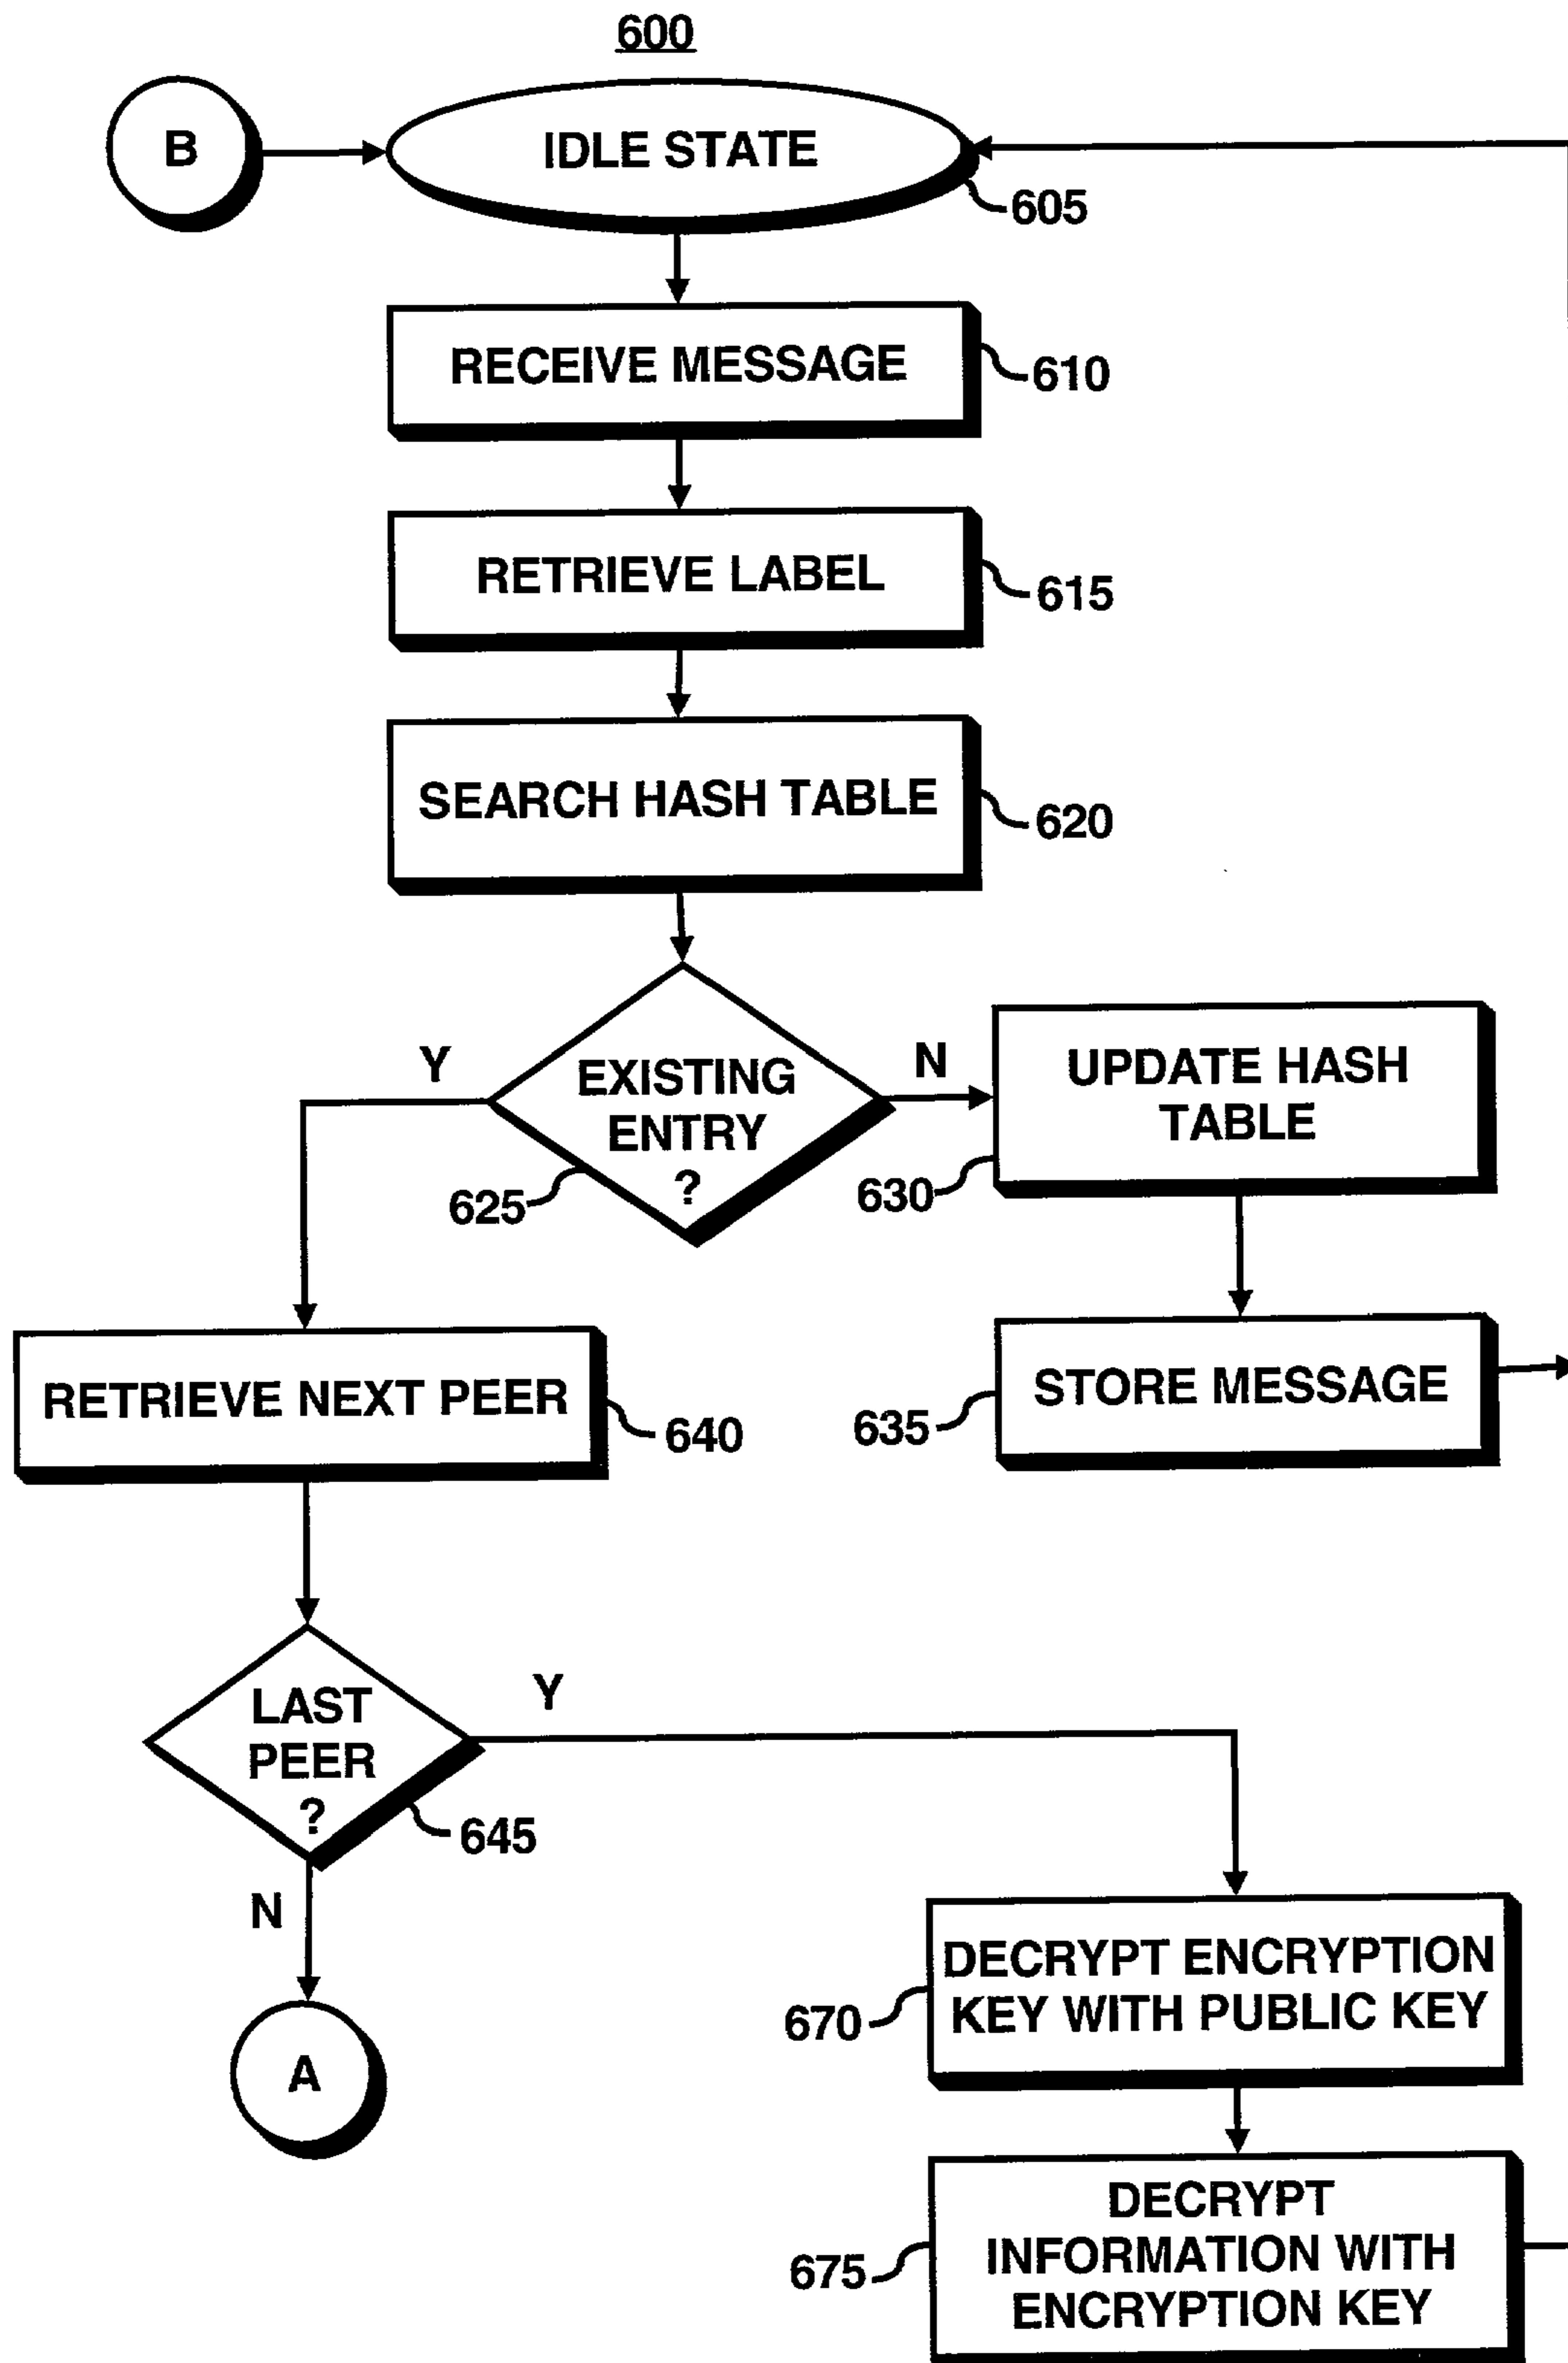 600
B
IDLE STATE
605
RECEIVE MESSAGE
610
RETRIEVE LABEL
615
SEARCH HASH TABLE
620
Y
EXISTING
ENTRY
?
625
N
UPDATE HASH
TABLE
630
RETRIEVE NEXT PEER
640
STORE MESSAGE
635
LAST
PEER
?
645
Y
N
A
DECRYPT ENCRYPTION
KEY WITH PUBLIC KEY
670
DECRYPT
INFORMATION WITH
ENCRYPTION KEY
675